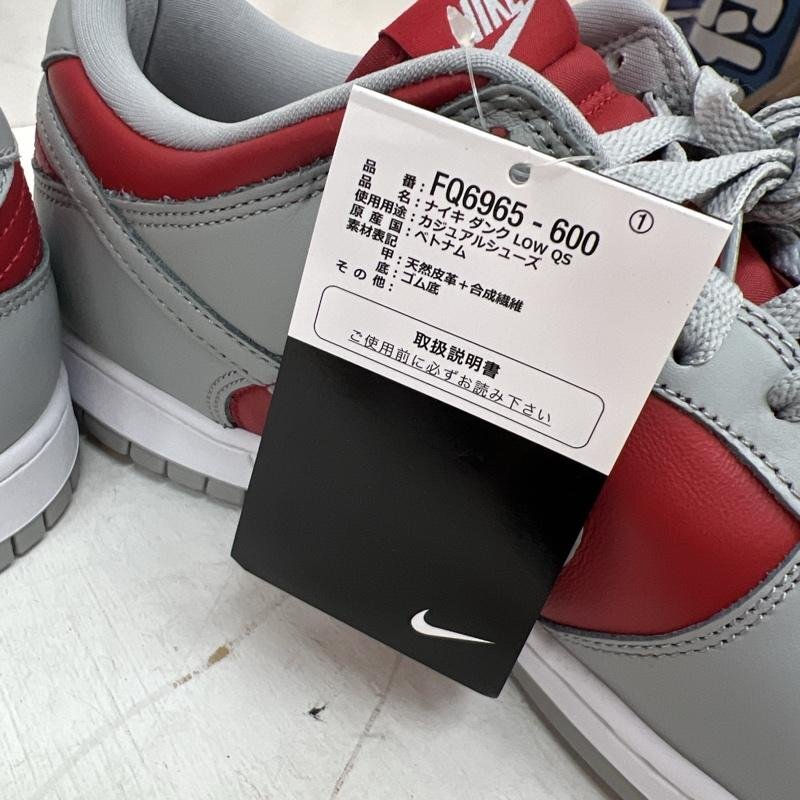 NIKE
①
品 番：FQ6965 - 600
品 名：ナイキ ダンク LOW QS
使用用途：カジュアルシューズ
原 産 国：ベトナム
素材表記
甲：天然皮革＋合成繊維
底：ゴム底
そ の 他：
取扱説明書
ご使用前に必ずお読み下さい